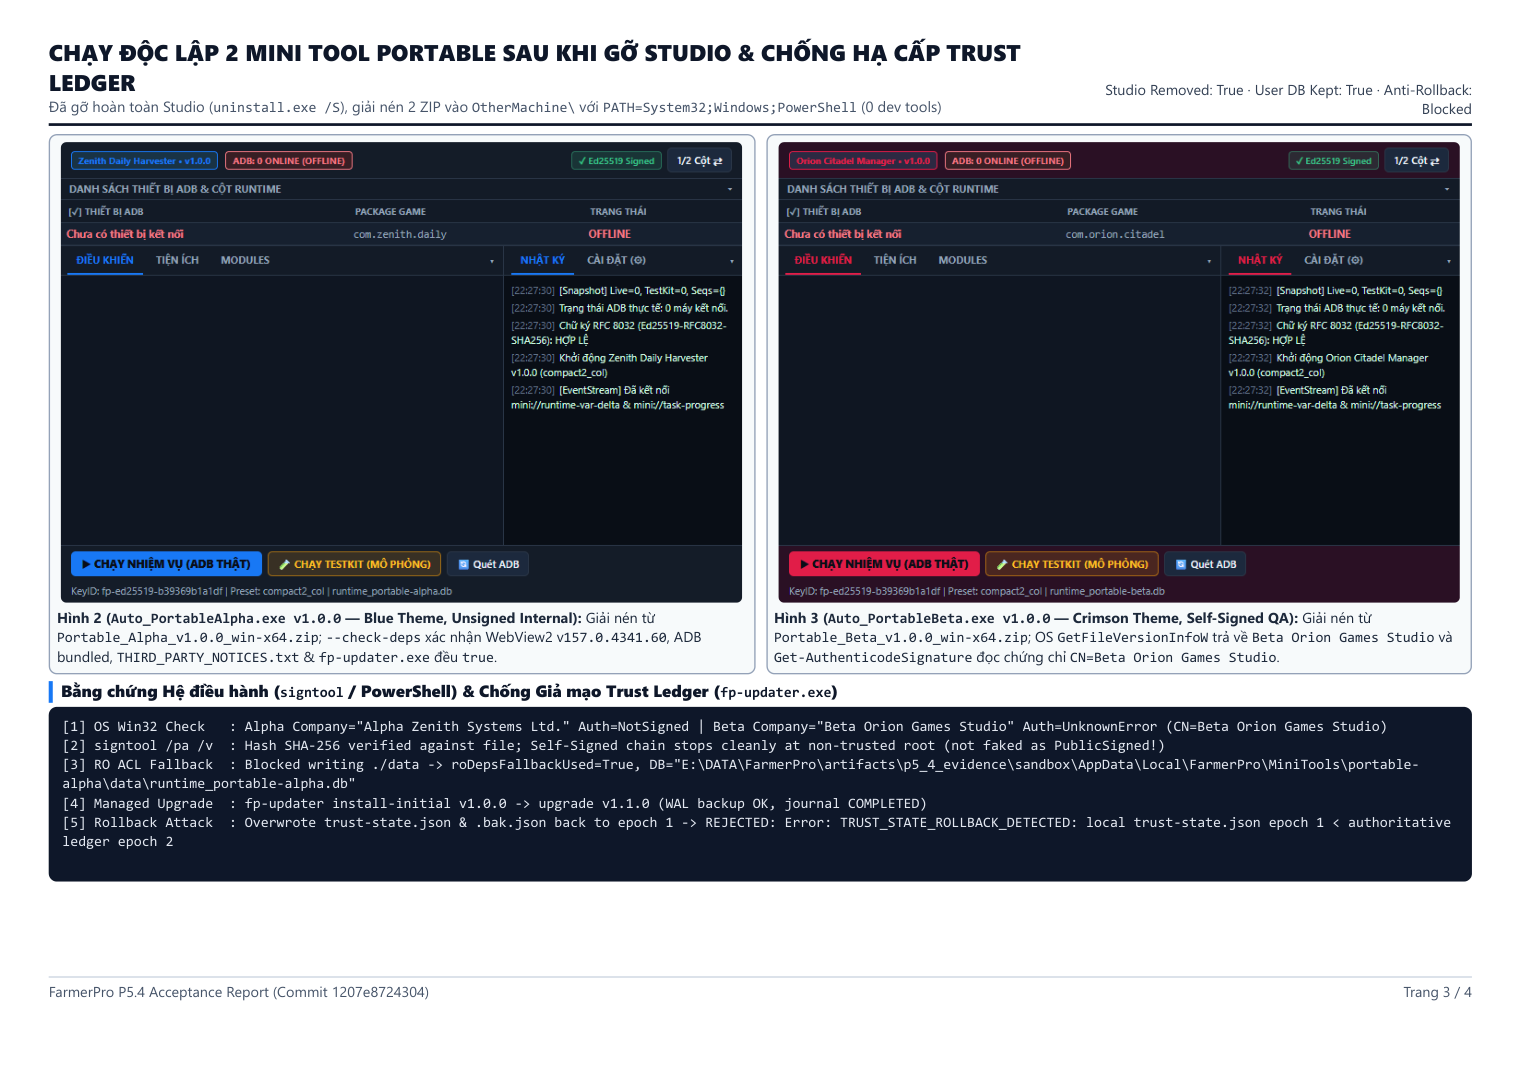 CHẠY ĐỘC LẬP 2 MINI TOOL PORTABLE SAU KHI GỠ STUDIO & CHỐNG HẠ CẤP TRUST
LEDGER
Đã gỡ hoàn toàn Studio (uninstall.exe /S), giải nén 2 ZIP vào OtherMachine\ với PATH=System32;Windows;PowerShell (0 dev tools)
Studio Removed: True · User DB Kept: True · Anti-Rollback:
Blocked
Zenith Daily Harvester • v1.0.0
ADB: 0 ONLINE (OFFLINE)
✓ Ed25519 Signed
1/2 Cột ⇄
DANH SÁCH THIẾT BỊ ADB & CỘT RUNTIME
[✓] THIẾT BỊ ADB
PACKAGE GAME
TRẠNG THÁI
Chưa có thiết bị kết nối
com.zenith.daily
OFFLINE
ĐIỀU KHIỂN
TIỆN ÍCH
MODULES
NHẬT KÝ
CÀI ĐẶT (⚙)
[22:27:30] [Snapshot] Live=0, TestKit=0, Seqs={}
[22:27:30] Trạng thái ADB thực tế: 0 máy kết nối.
[22:27:30] Chữ ký RFC 8032 (Ed25519-RFC8032-
SHA256): HỢP LỆ
[22:27:30] Khởi động Zenith Daily Harvester
v1.0.0 (compact2_col)
[22:27:30] [EventStream] Đã kết nối
mini://runtime-var-delta & mini://task-progress
▶ CHẠY NHIỆM VỤ (ADB THẬT)
CHẠY TESTKIT (MÔ PHỎNG)
Quét ADB
KeyID: fp-ed25519-b39369b1a1df | Preset: compact2_col | runtime_portable-alpha.db
Hình 2 (Auto_PortableAlpha.exe v1.0.0 — Blue Theme, Unsigned Internal): Giải nén từ
Portable_Alpha_v1.0.0_win-x64.zip; --check-deps xác nhận WebView2 v157.0.4341.60, ADB
bundled, THIRD_PARTY_NOTICES.txt & fp-updater.exe đều true.
Orion Citadel Manager • v1.0.0
ADB: 0 ONLINE (OFFLINE)
✓ Ed25519 Signed
1/2 Cột ⇄
DANH SÁCH THIẾT BỊ ADB & CỘT RUNTIME
[✓] THIẾT BỊ ADB
PACKAGE GAME
TRẠNG THÁI
Chưa có thiết bị kết nối
com.orion.citadel
OFFLINE
ĐIỀU KHIỂN
TIỆN ÍCH
MODULES
NHẬT KÝ
CÀI ĐẶT (⚙)
[22:27:32] [Snapshot] Live=0, TestKit=0, Seqs={}
[22:27:32] Trạng thái ADB thực tế: 0 máy kết nối.
[22:27:32] Chữ ký RFC 8032 (Ed25519-RFC8032-
SHA256): HỢP LỆ
[22:27:32] Khởi động Orion Citadel Manager
v1.0.0 (compact2_col)
[22:27:32] [EventStream] Đã kết nối
mini://runtime-var-delta & mini://task-progress
▶ CHẠY NHIỆM VỤ (ADB THẬT)
CHẠY TESTKIT (MÔ PHỎNG)
Quét ADB
KeyID: fp-ed25519-b39369b1a1df | Preset: compact2_col | runtime_portable-beta.db
Hình 3 (Auto_PortableBeta.exe v1.0.0 — Crimson Theme, Self-Signed QA): Giải nén từ
Portable_Beta_v1.0.0_win-x64.zip; OS GetFileVersionInfoW trả về Beta Orion Games Studio và
Get-AuthenticodeSignature đọc chứng chỉ CN=Beta Orion Games Studio.
Bằng chứng Hệ điều hành (signtool / PowerShell) & Chống Giả mạo Trust Ledger (fp-updater.exe)
[1] OS Win32 Check   : Alpha Company="Alpha Zenith Systems Ltd." Auth=NotSigned | Beta Company="Beta Orion Games Studio" Auth=UnknownError (CN=Beta Orion Games Studio)
[2] signtool /pa /v  : Hash SHA-256 verified against file; Self-Signed chain stops cleanly at non-trusted root (not faked as PublicSigned!)
[3] RO ACL Fallback  : Blocked writing ./data -> roDepsFallbackUsed=True, DB="E:\DATA\FarmerPro\artifacts\p5_4_evidence\sandbox\AppData\Local\FarmerPro\MiniTools\portable-
alpha\data\runtime_portable-alpha.db"
[4] Managed Upgrade  : fp-updater install-initial v1.0.0 -> upgrade v1.1.0 (WAL backup OK, journal COMPLETED)
[5] Rollback Attack  : Overwrote trust-state.json & .bak.json back to epoch 1 -> REJECTED: Error: TRUST_STATE_ROLLBACK_DETECTED: local trust-state.json epoch 1 < authoritative
ledger epoch 2
FarmerPro P5.4 Acceptance Report (Commit 1207e8724304)
Trang 3 / 4